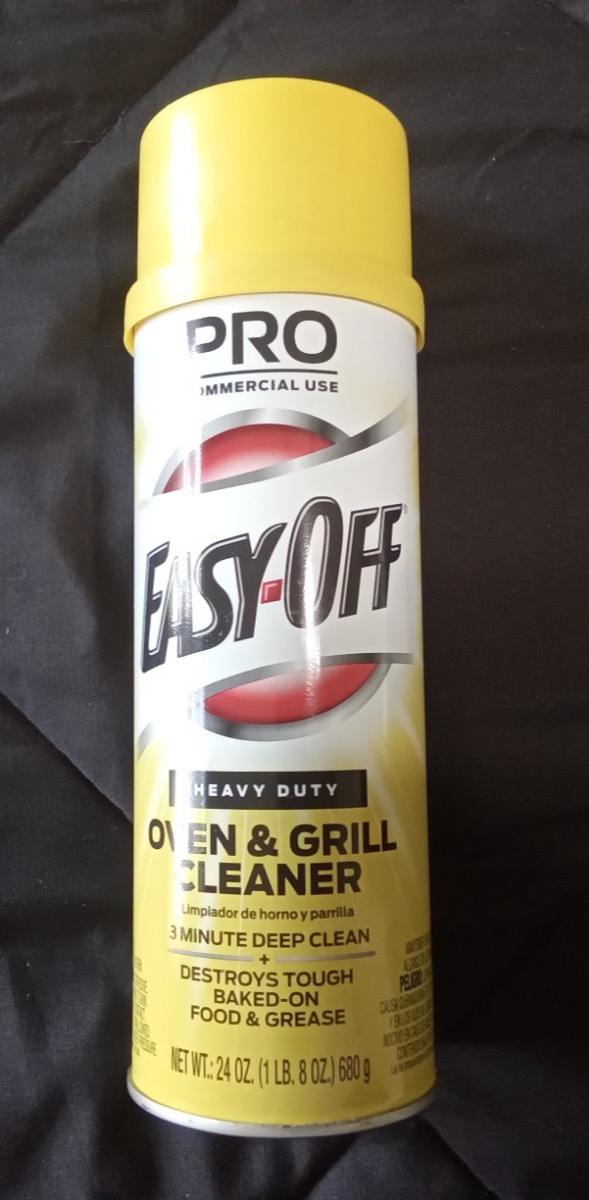 PRO
COMMERCIAL USE
EASY-OFF®
HEAVY DUTY
OVEN & GRILL
CLEANER
Limpiador de horno y parrilla
3 MINUTE DEEP CLEAN
+
DESTROYS TOUGH
BAKED-ON
FOOD & GREASE
NET WT.: 24 OZ. (1 LB. 8 OZ.) 680 g
PELIGRO